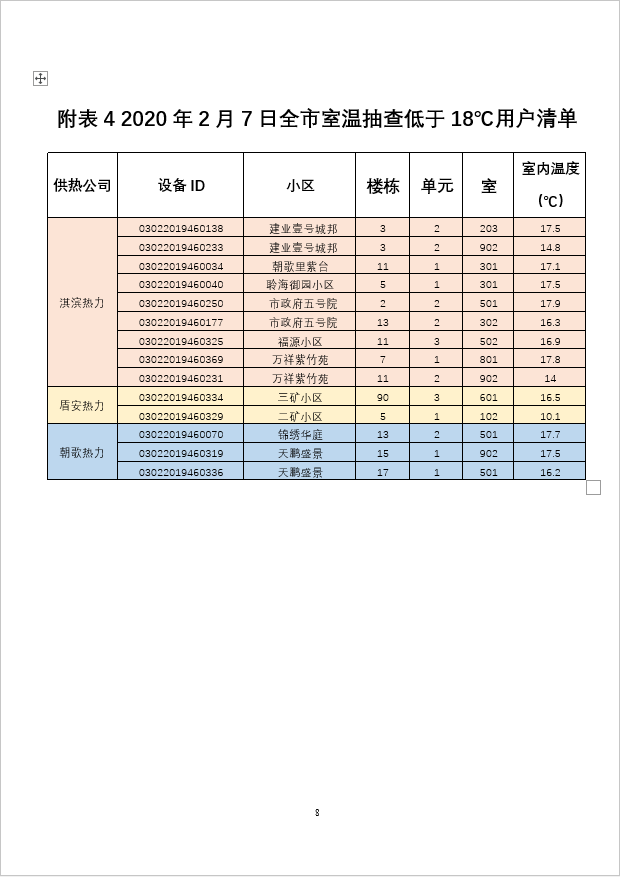 附表 4 2020 年 2 月 7 日全市室温抽查低于 18℃用户清单
供热公司 设备 ID 小区 楼栋 单元 室 室内温度(℃)
淇滨热力 03022019460138 建业壹号城邦 3 2 203 17.5
03022019460233 建业壹号城邦 3 2 902 14.8
03022019460034 朝歌里紫台 11 1 301 17.1
03022019460040 聆海御园小区 5 1 301 17.5
03022019460250 市政府五号院 2 2 501 17.9
03022019460177 市政府五号院 13 2 302 16.3
03022019460325 福源小区 11 3 502 16.9
03022019460369 万祥紫竹苑 7 1 801 17.8
03022019460231 万祥紫竹苑 11 2 902 14
盾安热力 03022019460334 三矿小区 90 3 601 16.5
03022019460329 二矿小区 5 1 102 10.1
朝歌热力 03022019460070 锦绣华庭 13 2 501 17.7
03022019460319 天鹏盛景 15 1 902 17.5
03022019460336 天鹏盛景 17 1 501 16.2
8